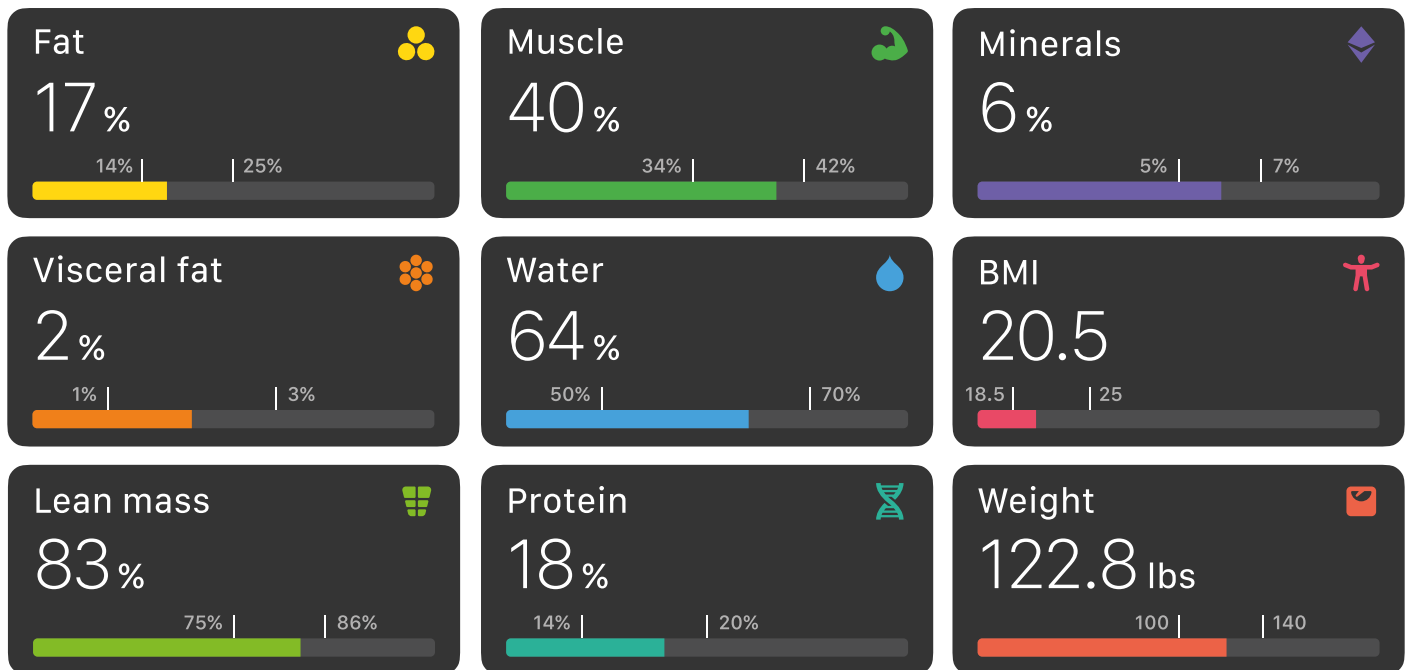 Fat
17 %
14% 25%
Muscle
40 %
34% 42%
Minerals
6 %
5% 7%
Visceral fat
2 %
1% 3%
Water
64 %
50% 70%
BMI
20.5
18.5 25
Lean mass
83 %
75% 86%
Protein
18 %
14% 20%
Weight
122.8 lbs
100 140